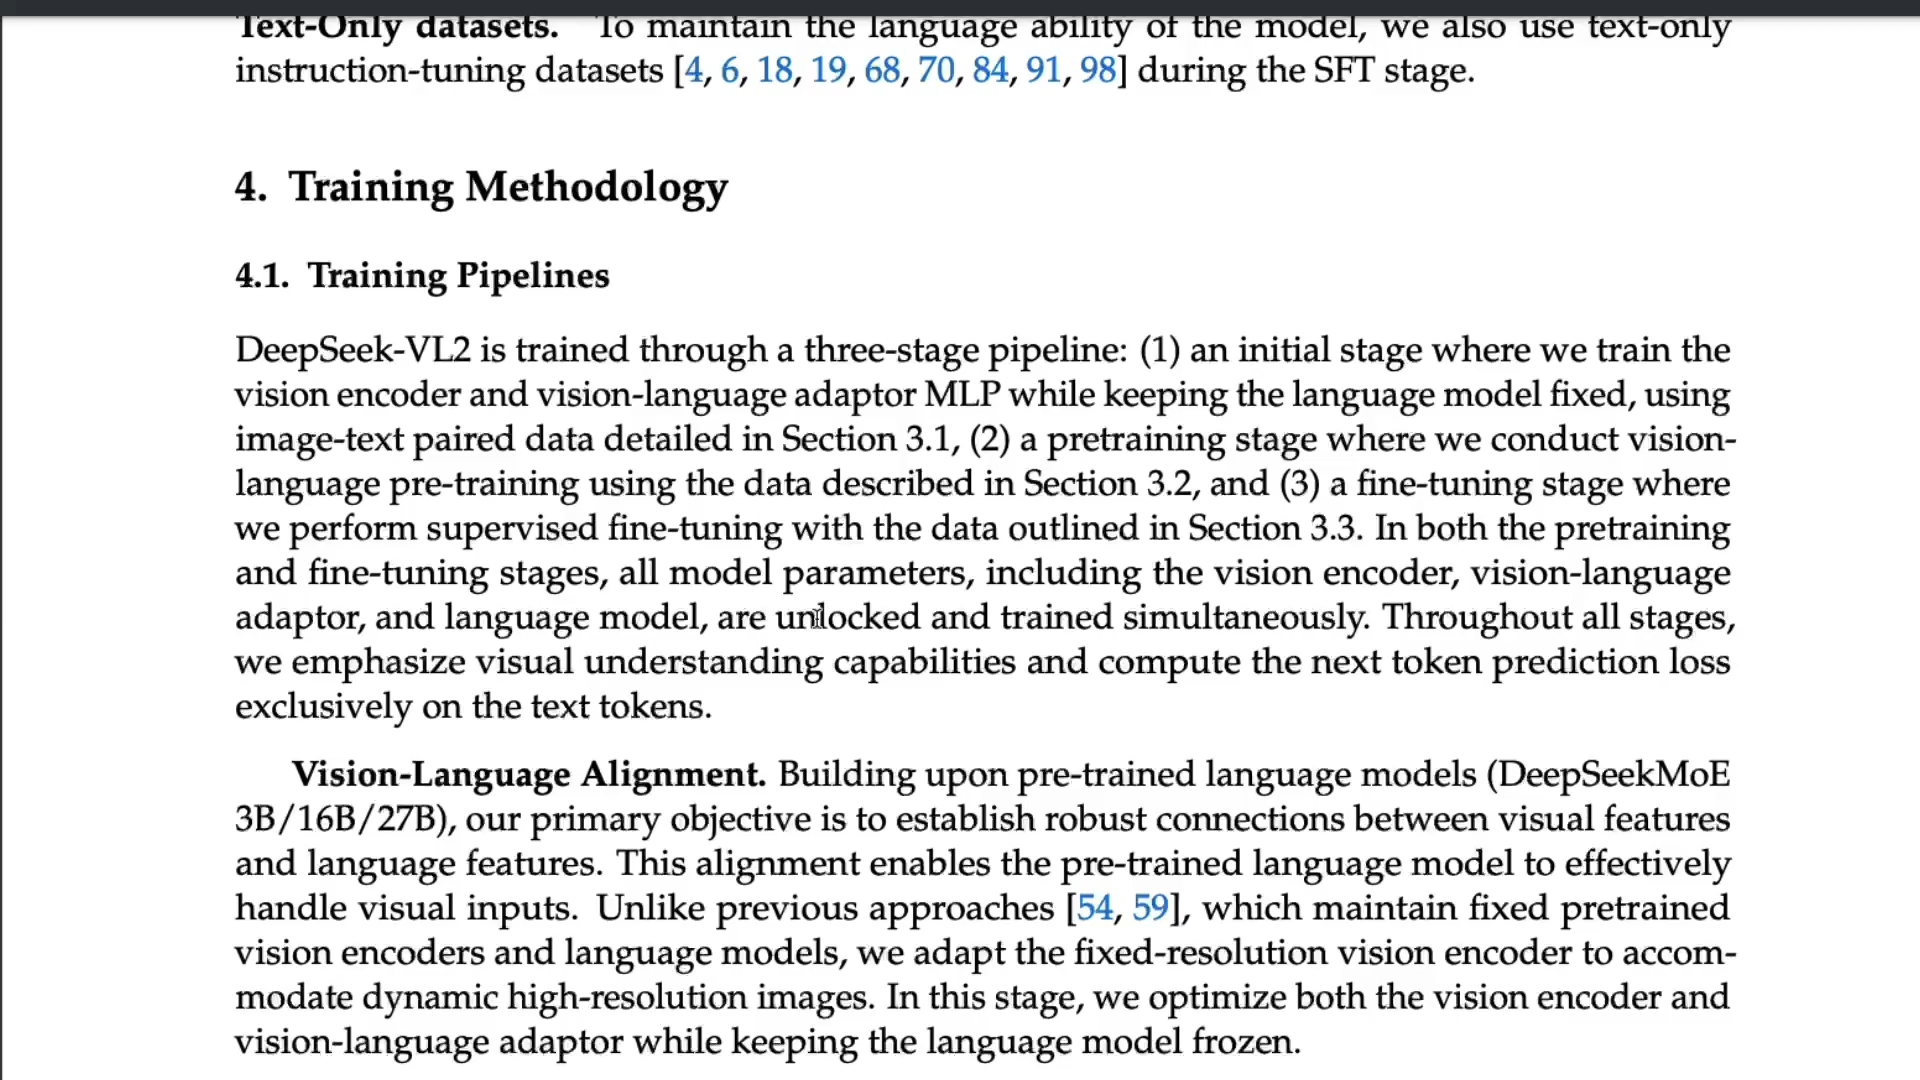 Text-Only datasets. To maintain the language ability of the model, we also use text-only
instruction-tuning datasets [4, 6, 18, 19, 68, 70, 84, 91, 98] during the SFT stage.
4. Training Methodology
4.1. Training Pipelines
DeepSeek-VL2 is trained through a three-stage pipeline: (1) an initial stage where we train the
vision encoder and vision-language adaptor MLP while keeping the language model fixed, using
image-text paired data detailed in Section 3.1, (2) a pretraining stage where we conduct vision-
language pre-training using the data described in Section 3.2, and (3) a fine-tuning stage where
we perform supervised fine-tuning with the data outlined in Section 3.3. In both the pretraining
and fine-tuning stages, all model parameters, including the vision encoder, vision-language
adaptor, and language model, are unlocked and trained simultaneously. Throughout all stages,
we emphasize visual understanding capabilities and compute the next token prediction loss
exclusively on the text tokens.
Vision-Language Alignment. Building upon pre-trained language models (DeepSeekMoE
3B/16B/27B), our primary objective is to establish robust connections between visual features
and language features. This alignment enables the pre-trained language model to effectively
handle visual inputs. Unlike previous approaches [54, 59], which maintain fixed pretrained
vision encoders and language models, we adapt the fixed-resolution vision encoder to accom-
modate dynamic high-resolution images. In this stage, we optimize both the vision encoder and
vision-language adaptor while keeping the language model frozen.